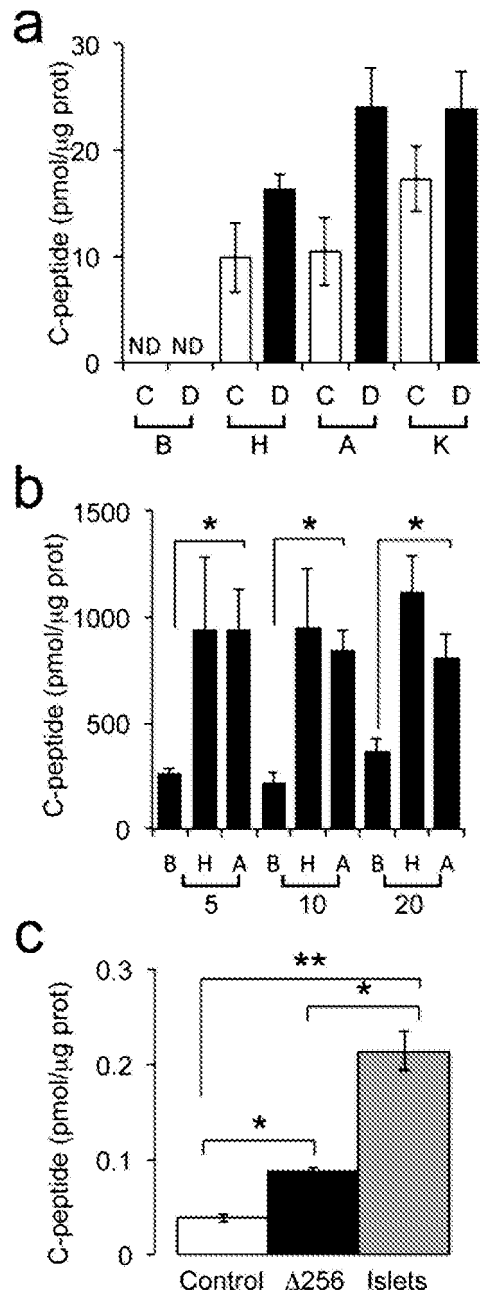 a
C-peptide (pmol/µg prot)
30
20
10
0
ND ND
C D C D C D C D
B H A K
b
C-peptide (pmol/µg prot)
1500
1000
500
0
* * *
B H A B H A B H A
5 10 20
c
C-peptide (pmol/µg prot)
0.3
0.2
0.1
0
**
*
*
Control Δ256 Islets